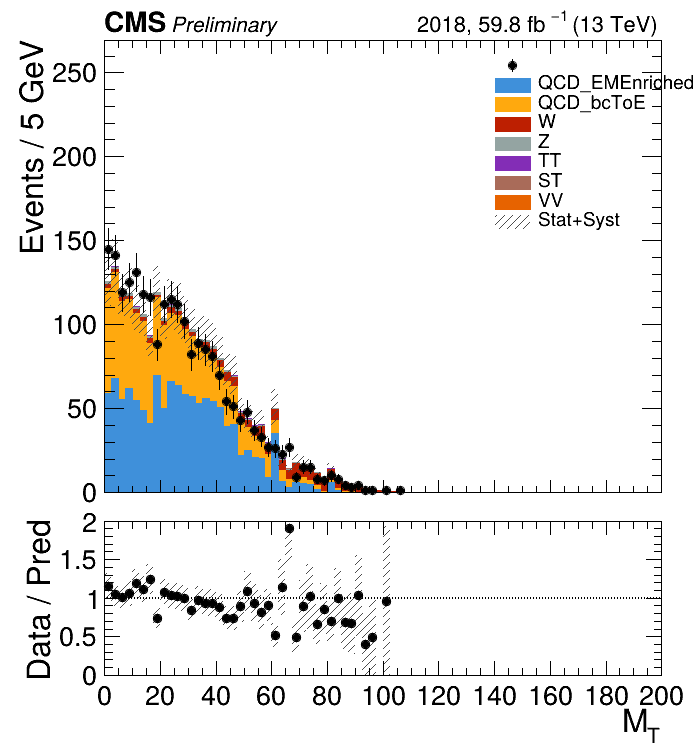 CMS Preliminary 2018, 59.8 fb⁻¹ (13 TeV)
Events / 5 GeV
250
200
150
100
50
0
QCD_EMEnriched
QCD_bcToE
W
Z
TT
ST
VV
Stat+Syst
Data / Pred
2
1.5
1
0.5
0
0 20 40 60 80 100 120 140 160 180 200
M_T